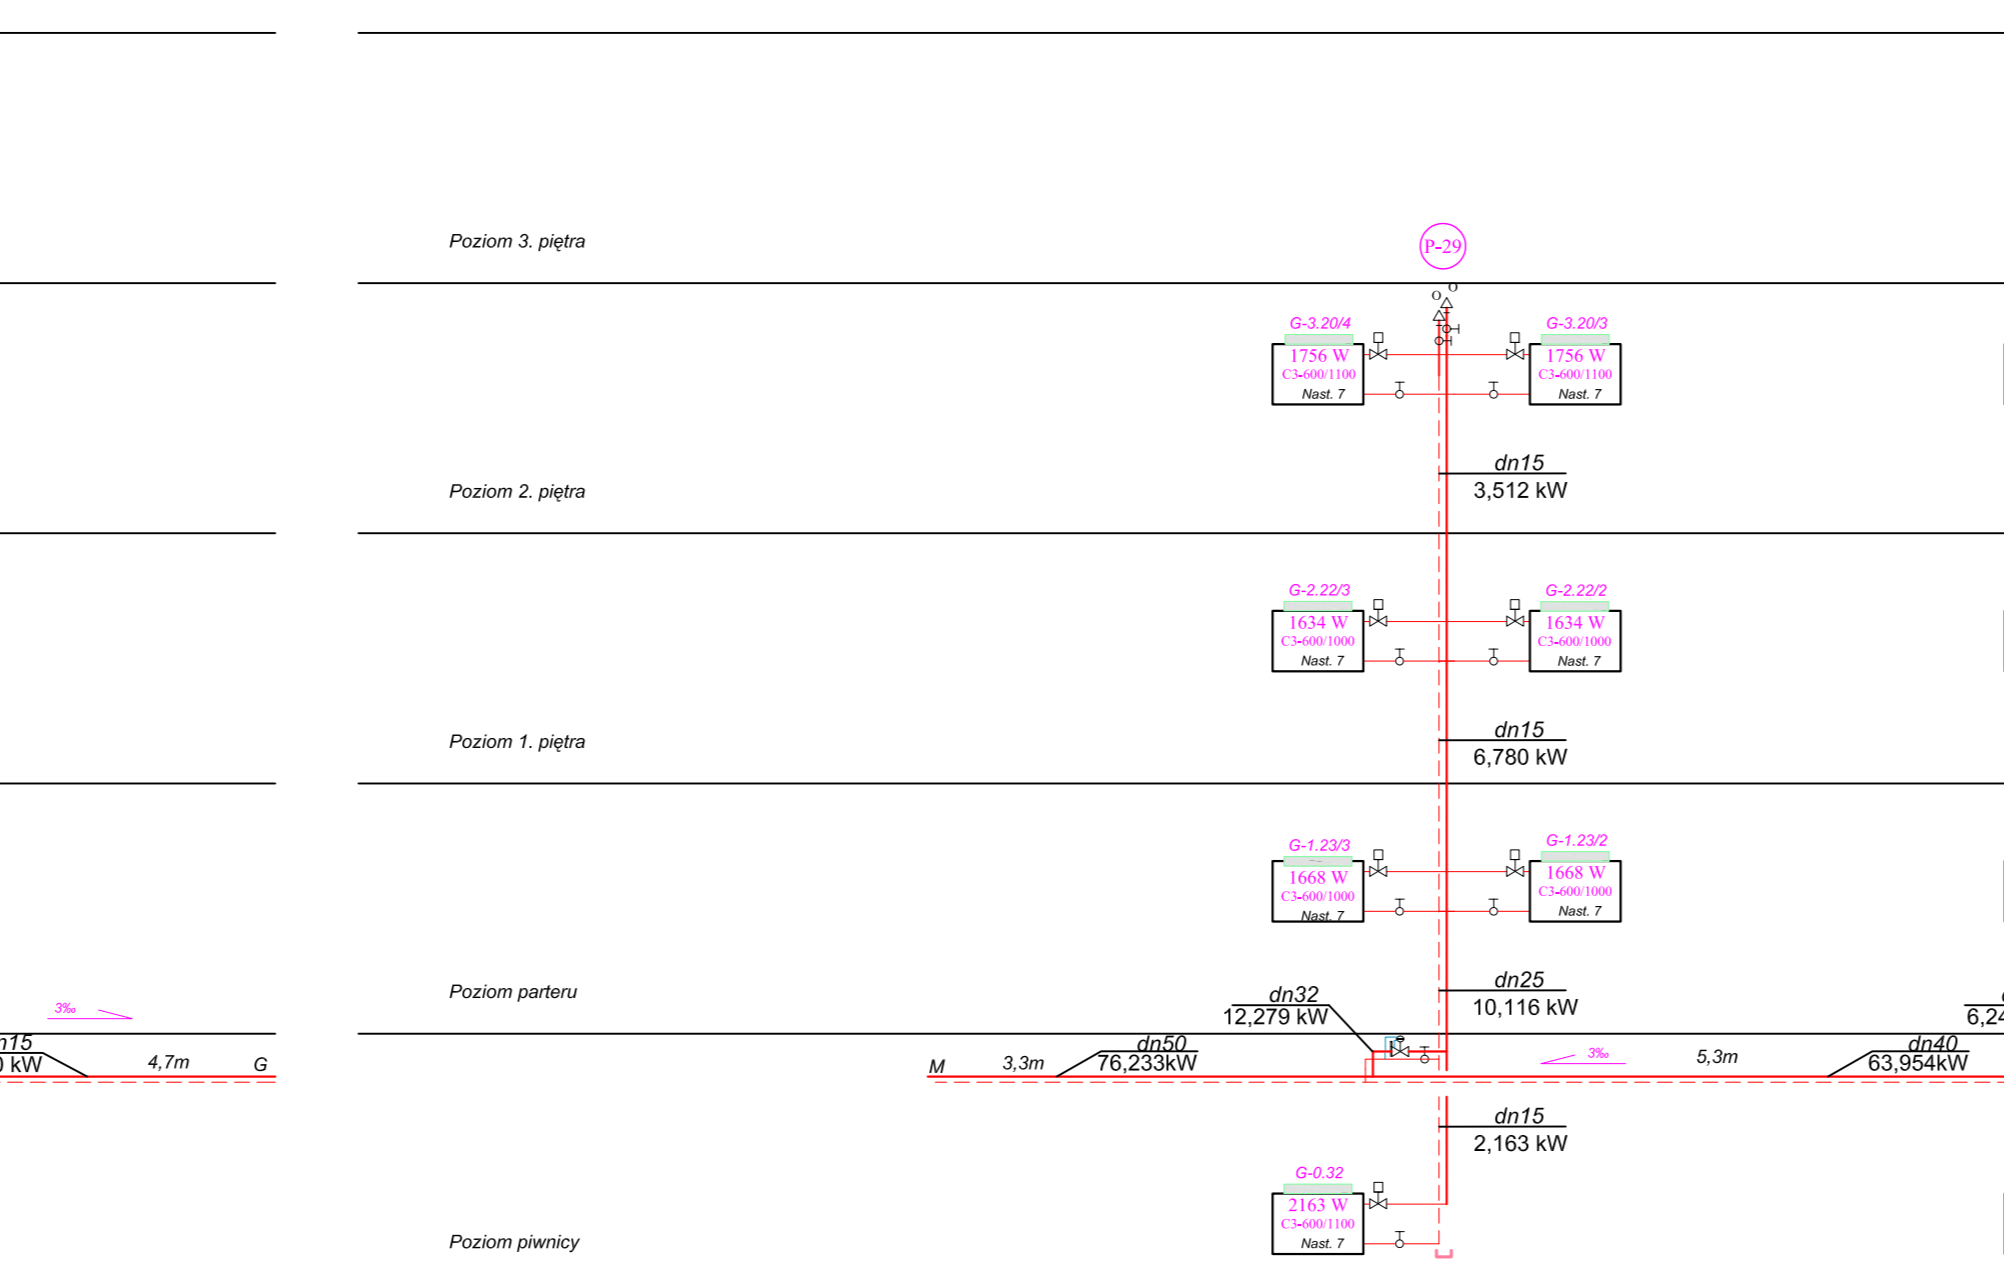 Poziom 3. piętra
P-29
O
O
G-3.20/4
G-3.20/3
1756 W
C3-600/1100
Nast. 7
1756 W
C3-600/1100
Nast. 7
dn15
3,512 kW
Poziom 2. piętra
G-2.22/3
G-2.22/2
1634 W
C3-600/1000
Nast. 7
1634 W
C3-600/1000
Nast. 7
dn15
6,780 kW
Poziom 1. piętra
G-1.23/3
G-1.23/2
1668 W
C3-600/1000
Nast. 7
1668 W
C3-600/1000
Nast. 7
dn25
10,116 kW
Poziom parteru
dn32
12,279 kW
3‰
n15
0 kW
4,7m
G
M
3,3m
dn50
76,233kW
3‰
5,3m
dn40
63,954kW
6,24
dn15
2,163 kW
G-0.32
2163 W
C3-600/1100
Nast. 7
Poziom piwnicy